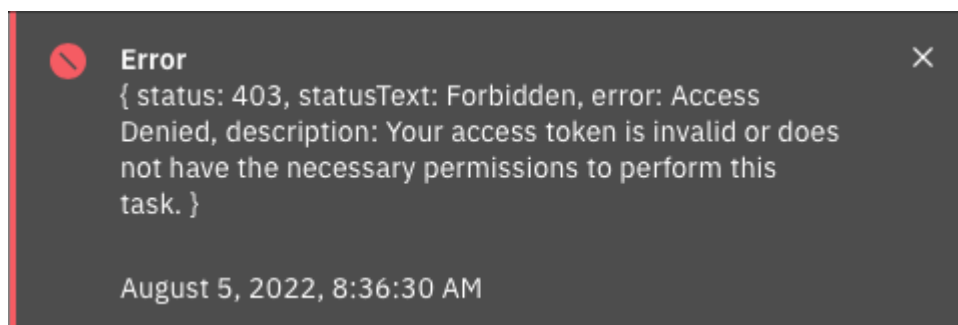 Error
{ status: 403, statusText: Forbidden, error: Access
Denied, description: Your access token is invalid or does
not have the necessary permissions to perform this
task. }
August 5, 2022, 8:36:30 AM